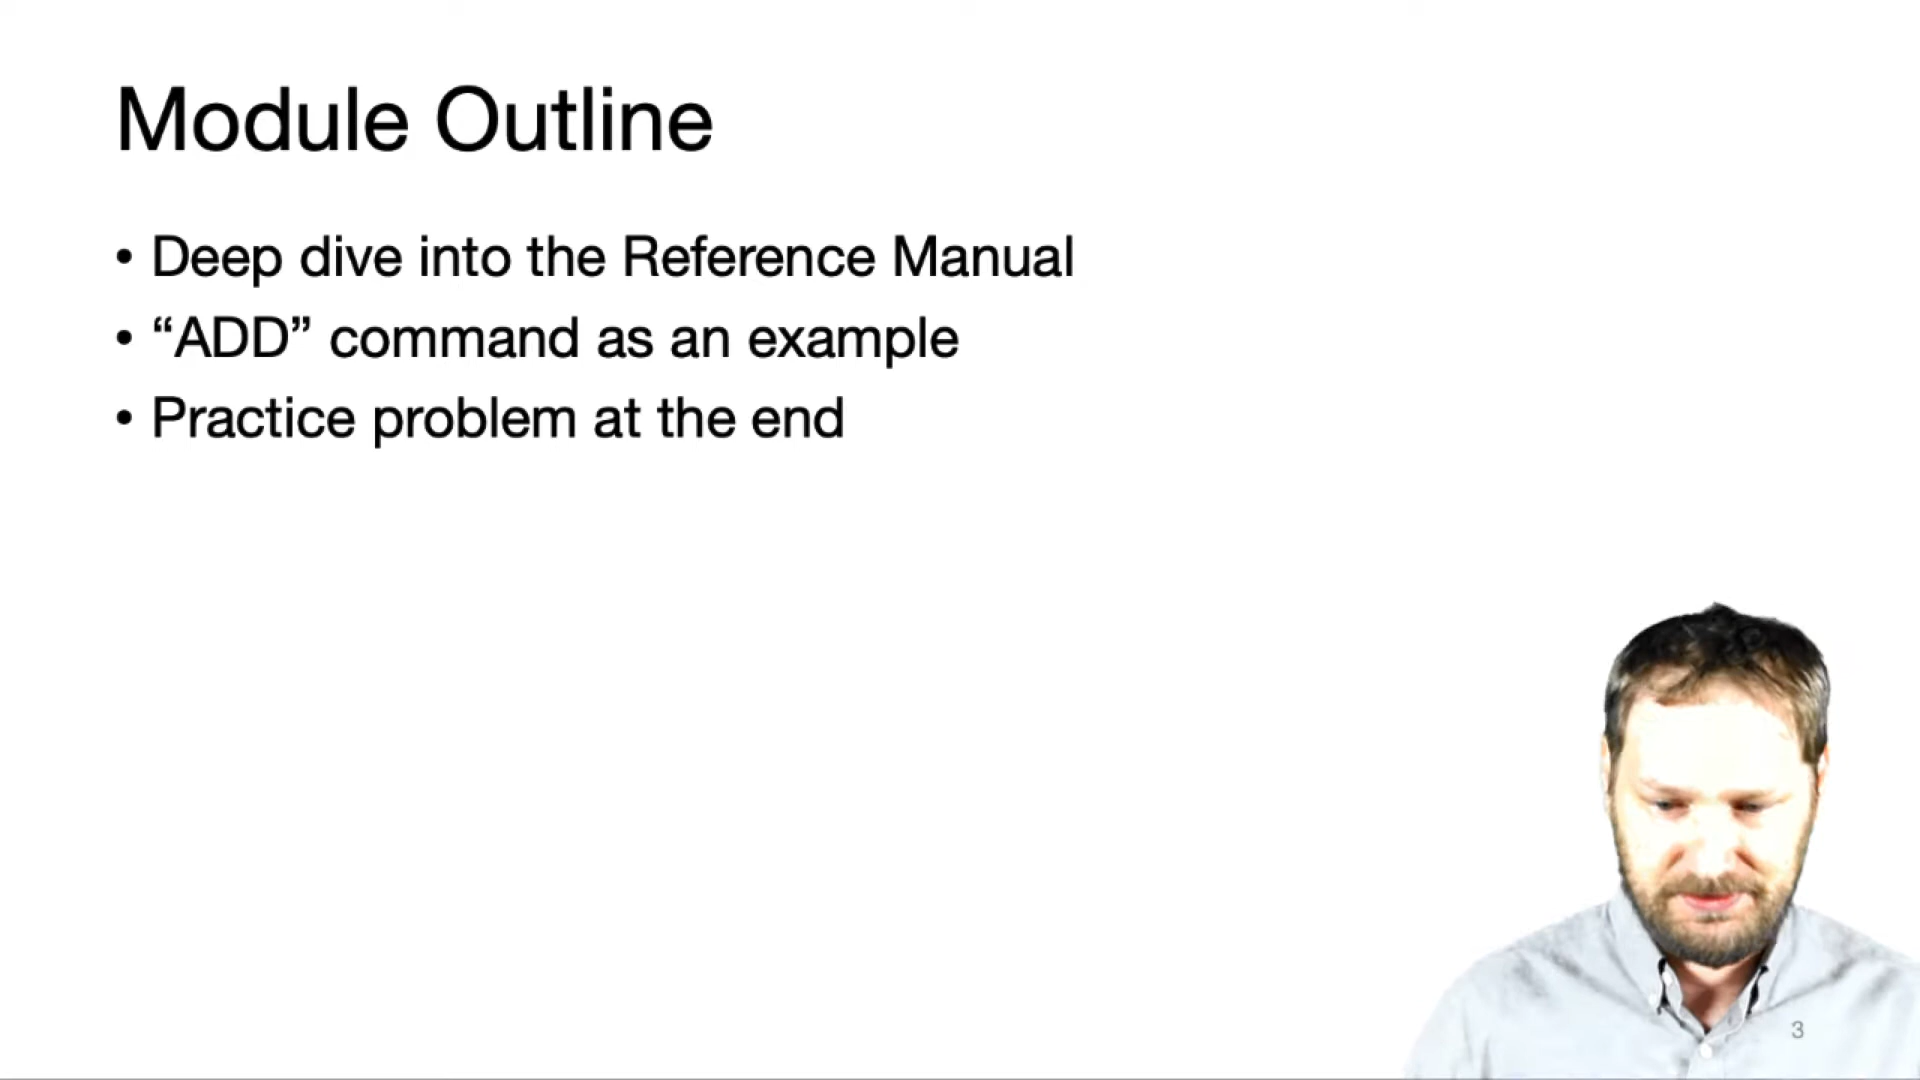 Module Outline
• Deep dive into the Reference Manual
• “ADD” command as an example
• Practice problem at the end
3